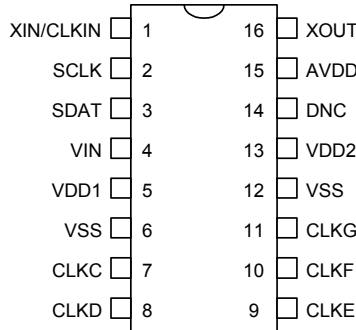 XIN/CLKIN 1 16 XOUT
SCLK 2 15 AVDD
SDAT 3 14 DNC
VIN 4 13 VDD2
VDD1 5 12 VSS
VSS 6 11 CLKG
CLKC 7 10 CLKF
CLKD 8 9 CLKE